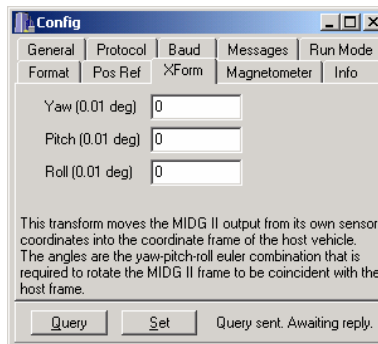 Config
General Protocol Baud Messages Run Mode
Format Pos Ref XForm Magnetometer Info
Yaw (0.01 deg) 0
Pitch (0.01 deg) 0
Roll (0.01 deg) 0
This transform moves the MIDG II output from its own sensor
coordinates into the coordinate frame of the host vehicle.
The angles are the yaw-pitch-roll euler combination that is
required to rotate the MIDG II frame to be coincident with the
host frame.
Query Set Query sent. Awaiting reply.